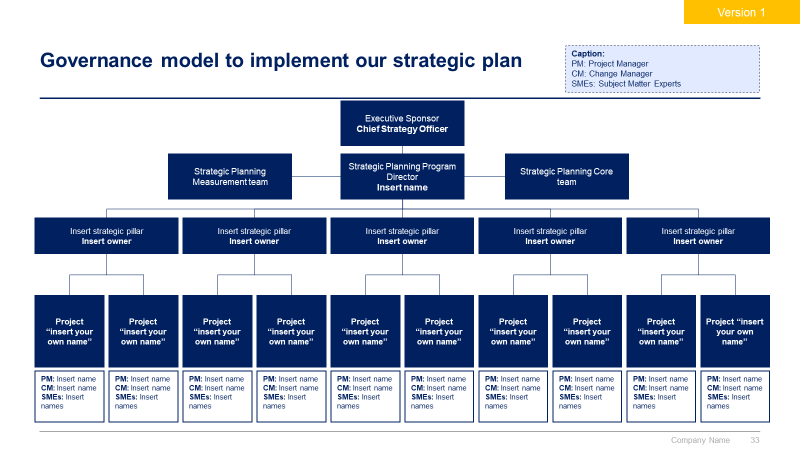 Version 1
Governance model to implement our strategic plan
Caption:
PM: Project Manager
CM: Change Manager
SMEs: Subject Matter Experts
Executive Sponsor
Chief Strategy Officer
Strategic Planning
Measurement team
Strategic Planning Program
Director
Insert name
Strategic Planning Core
team
Insert strategic pillar
Insert owner
Insert strategic pillar
Insert owner
Insert strategic pillar
Insert owner
Insert strategic pillar
Insert owner
Insert strategic pillar
Insert owner
Project
“insert your
own name”
Project
“insert your
own name”
Project
“insert your
own name”
Project
“insert your
own name”
Project
“insert your
own name”
Project
“insert your
own name”
Project
“insert your
own name”
Project
“insert your
own name”
Project
“insert your
own name”
Project “insert
your own
name”
PM: Insert name
CM: Insert name
SMEs: Insert
names
PM: Insert name
CM: Insert name
SMEs: Insert
names
PM: Insert name
CM: Insert name
SMEs: Insert
names
PM: Insert name
CM: Insert name
SMEs: Insert
names
PM: Insert name
CM: Insert name
SMEs: Insert
names
PM: Insert name
CM: Insert name
SMEs: Insert
names
PM: Insert name
CM: Insert name
SMEs: Insert
names
PM: Insert name
CM: Insert name
SMEs: Insert
names
PM: Insert name
CM: Insert name
SMEs: Insert
names
PM: Insert name
CM: Insert name
SMEs: Insert
names
Company Name 33